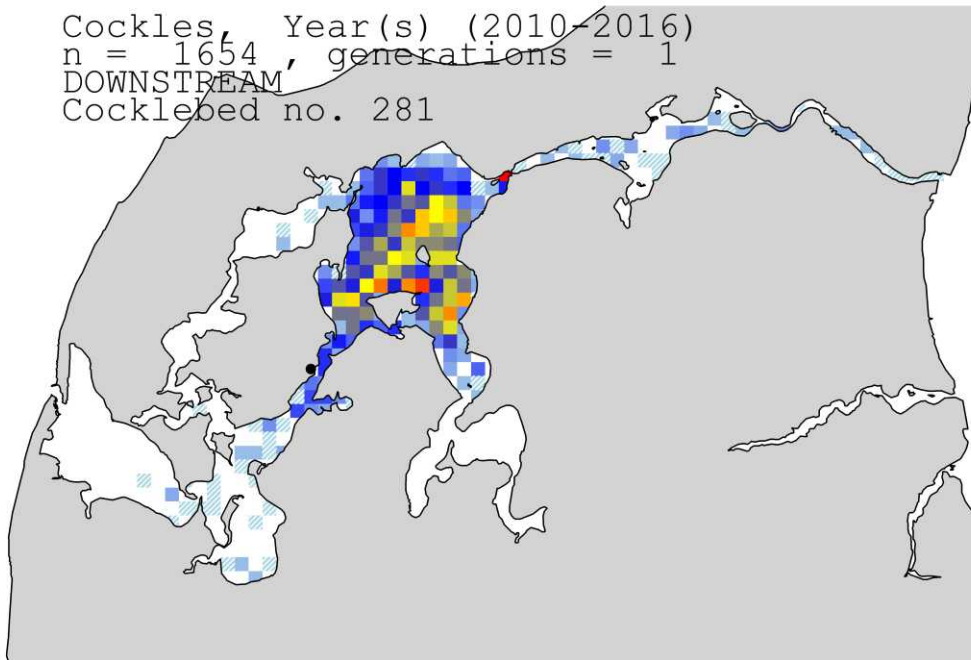 Cockles, Year(s) (2010-2016)
n = 1654 , generations = 1
DOWNSTREAM
Cocklebed no. 281